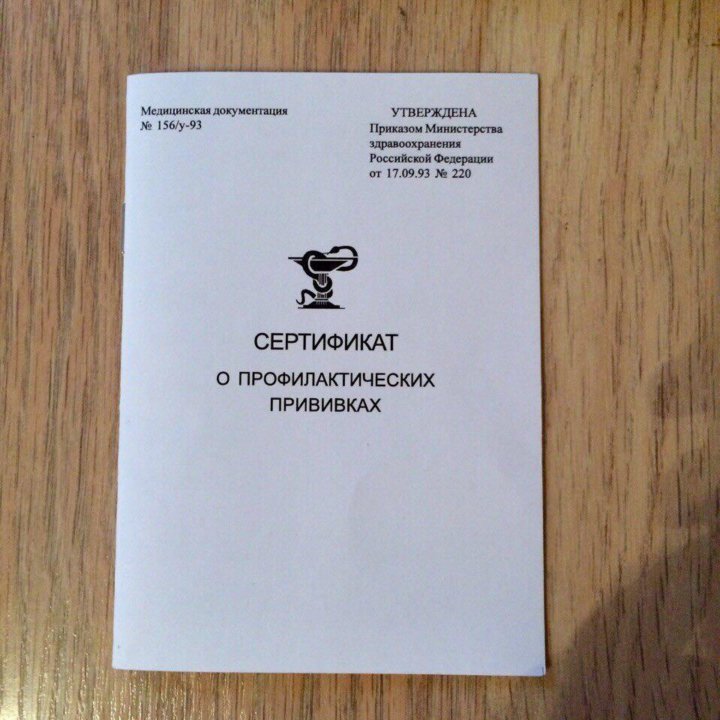 Медицинская документация
№ 156/у-93
УТВЕРЖДЕНА
Приказом Министерства
здравоохранения
Российской Федерации
от 17.09.93 № 220
СЕРТИФИКАТ
О ПРОФИЛАКТИЧЕСКИХ
ПРИВИВКАХ